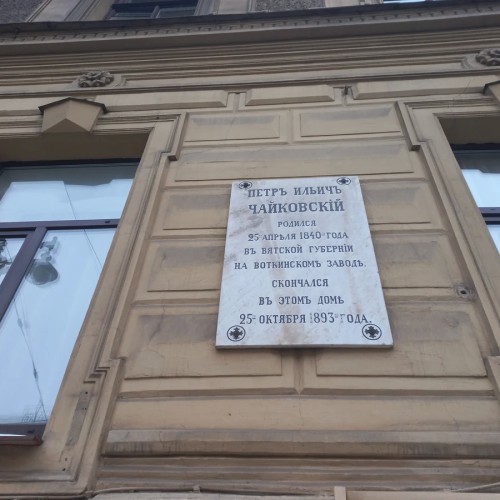 ПЕТРЪ ИЛЬИЧЪ
ЧАЙКОВСКІЙ
РОДИЛСЯ
25 АПРЕЛЯ 1840 ГОДА
ВЪ ВЯТСКОЙ ГУБЕРНІИ
НА ВОТКИНСКОМЪ ЗАВОДѢ.
СКОНЧАЛСЯ
ВЪ ЭТОМЪ ДОМѢ
25 ОКТЯБРЯ 1893 ГОДА.